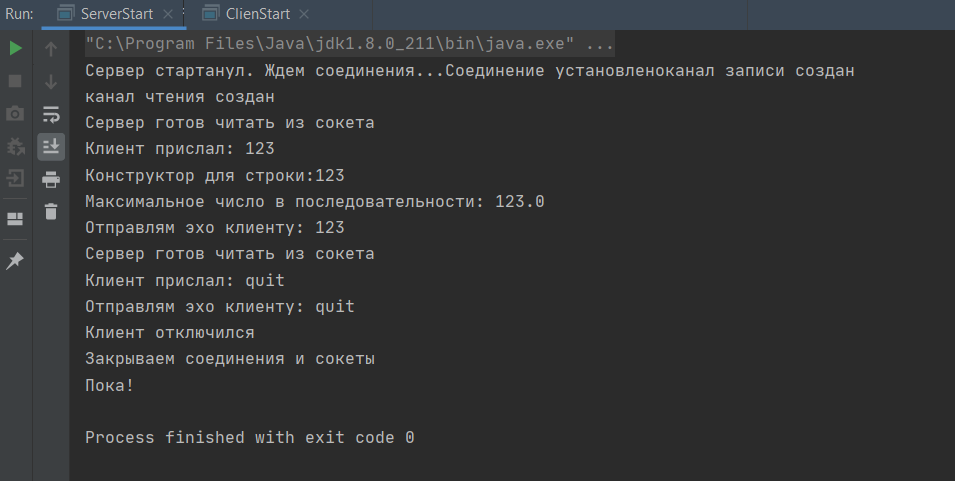 Run: ServerStart ClienStart
"C:\Program Files\Java\jdk1.8.0_211\bin\java.exe" ...
Сервер стартанул. Ждем соединения...Соединение установленоканал записи создан
канал чтения создан
Сервер готов читать из сокета
Клиент прислал: 123
Конструктор для строки:123
Максимальное число в последовательности: 123.0
Отправлям эхо клиенту: 123
Сервер готов читать из сокета
Клиент прислал: quit
Отправлям эхо клиенту: quit
Клиент отключился
Закрываем соединения и сокеты
Пока!
Process finished with exit code 0